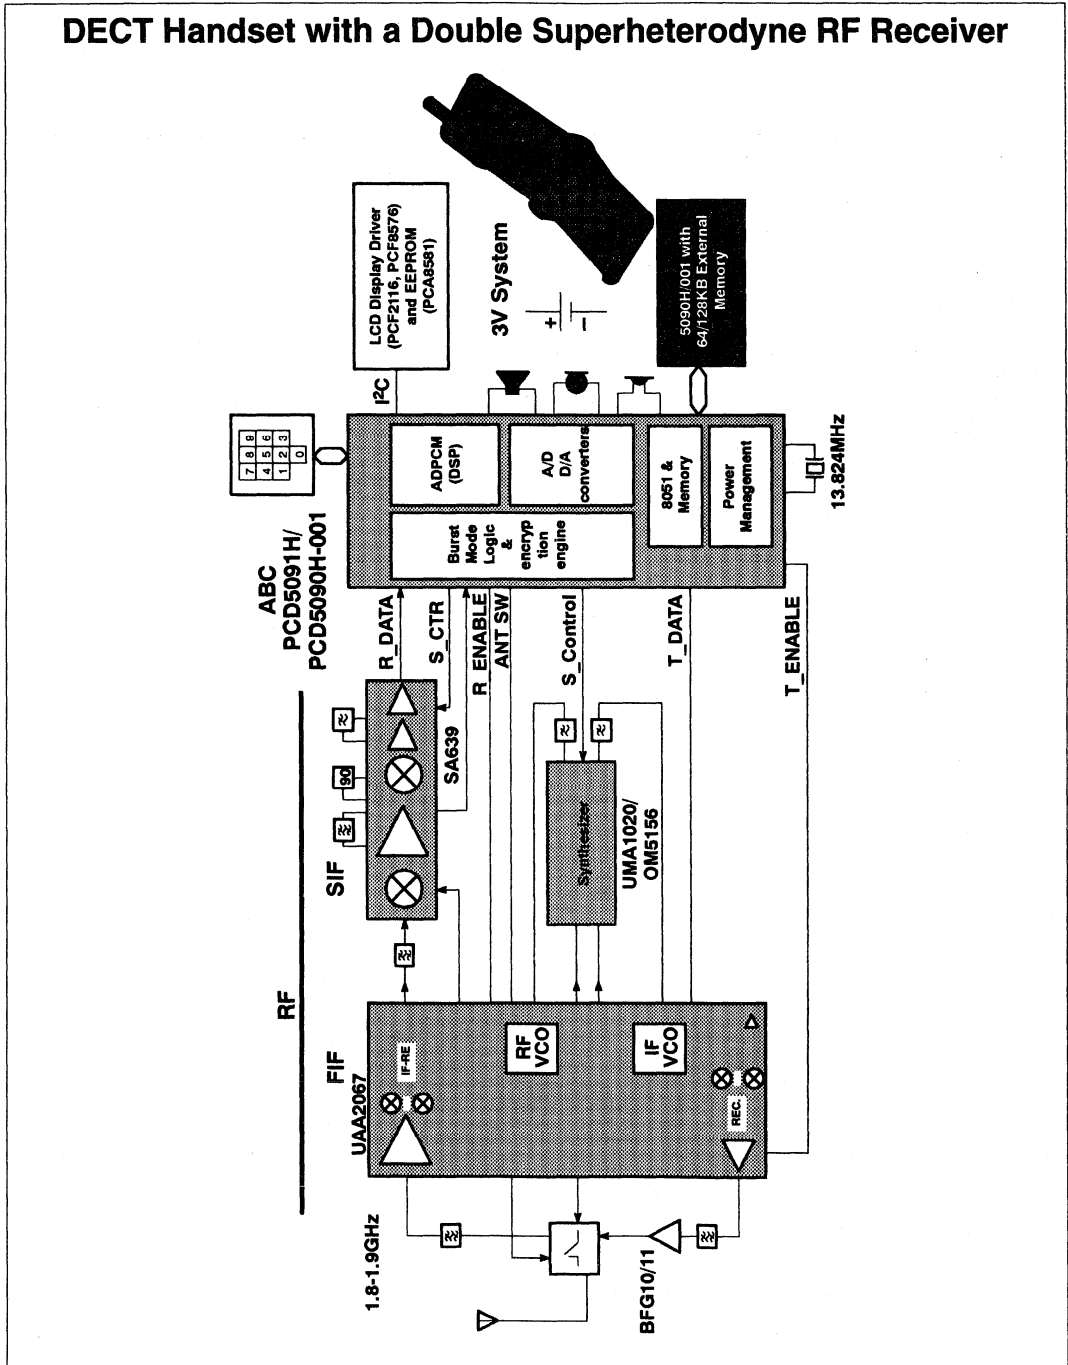 DECT Handset with a Double Superheterodyne RF Receiver
LCD Display Driver
(PCF2116, PCF8576)
and EEPROM
(PCA8581)
3V System
+
−
5090H/001 with
64/128KB External
Memory
I²C
7 8 9
4 5 6
1 2 3
0
ADPCM
(DSP)
A/D
D/A
converters
8051 &
Memory
Power
Management
Burst
Mode
Logic
&
encryp
tion
engine
13.824MHz
ABC
PCD5091H/
PCD5090H-001
R_DATA
S_CTR
R_ENABLE
ANT SW
S_Control
T_DATA
T_ENABLE
RF
SIF
90
SA639
Synthesizer
UMA1020/
OM5156
FIF
UAA2067
IF-RE
RF
VCO
IF
VCO
REC.
1.8-1.9GHz
BFG10/11